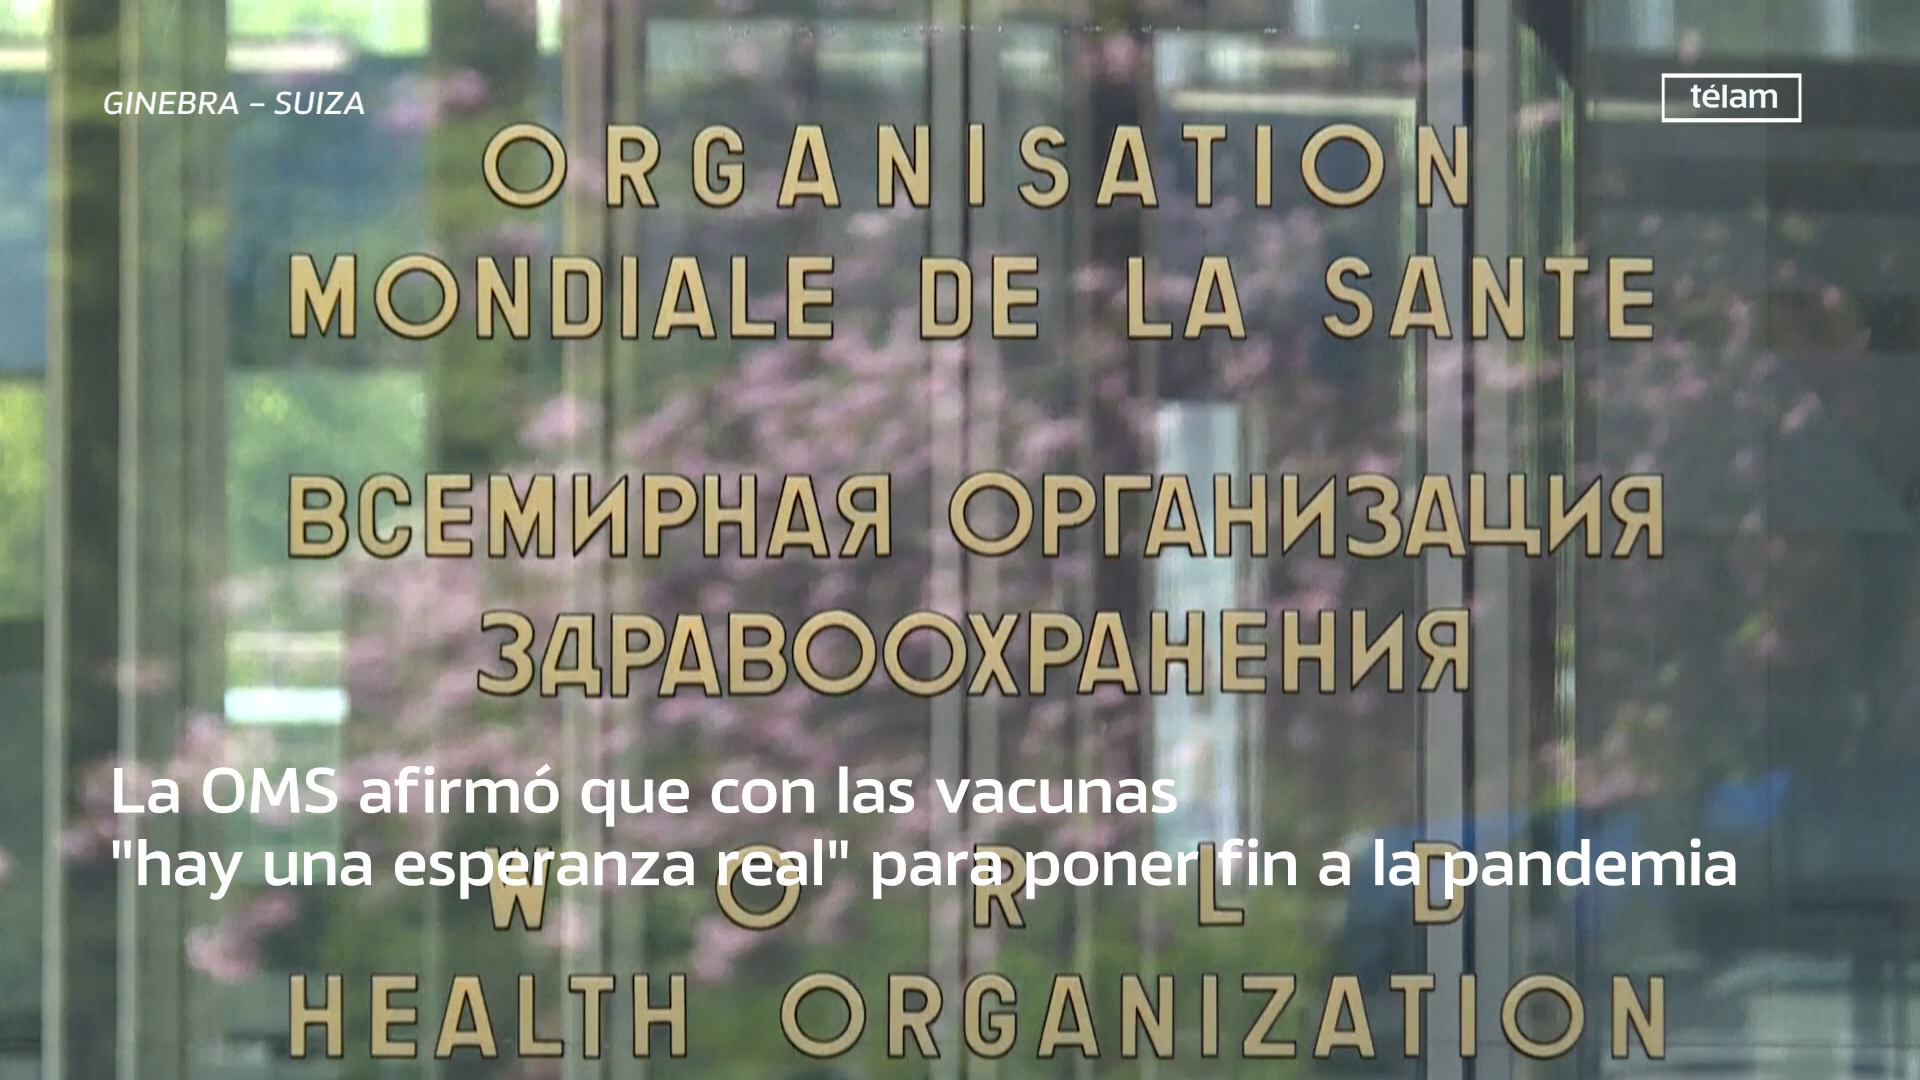 GINEBRA – SUIZA
télam
ORGANISATION
MONDIALE DE LA SANTE
ВСЕМИРНАЯ ОРГАНИЗАЦИЯ
ЗДРАВООХРАНЕНИЯ
La OMS afirmó que con las vacunas
"hay una esperanza real" para poner fin a la pandemia
WORLD
HEALTH ORGANIZATION